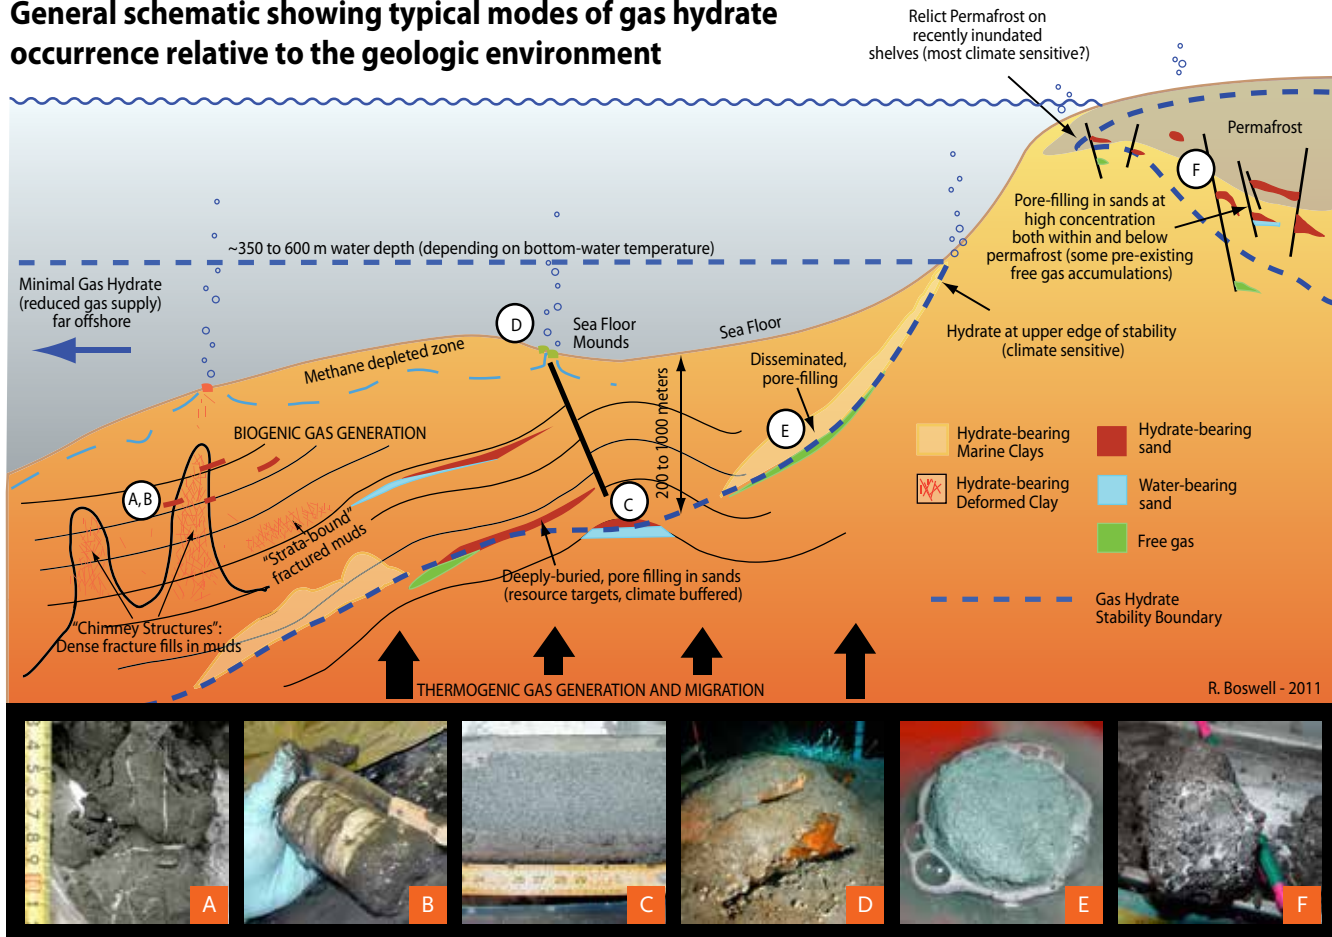 General schematic showing typical modes of gas hydrate
occurrence relative to the geologic environment
Relict Permafrost on
recently inundated
shelves (most climate sensitive?)
Permafrost
F
Pore-filling in sands at
high concentration
both within and below
permafrost (some pre-existing
free gas accumulations)
~350 to 600 m water depth (depending on bottom-water temperature)
Minimal Gas Hydrate
(reduced gas supply)
far offshore
D
Sea Floor
Mounds
Sea Floor
Hydrate at upper edge of stability
(climate sensitive)
Methane depleted zone
Disseminated,
pore-filling
E
200 to 1000 meters
BIOGENIC GAS GENERATION
A,B
C
"Strata-bound"
fractured muds
Deeply-buried, pore filling in sands
(resource targets, climate buffered)
"Chimney Structures":
Dense fracture fills in muds
Hydrate-bearing
Marine Clays
Hydrate-bearing
sand
Hydrate-bearing
Deformed Clay
Water-bearing
sand
Free gas
Gas Hydrate
Stability Boundary
THERMOGENIC GAS GENERATION AND MIGRATION
R. Boswell - 2011
A
B
C
D
E
F